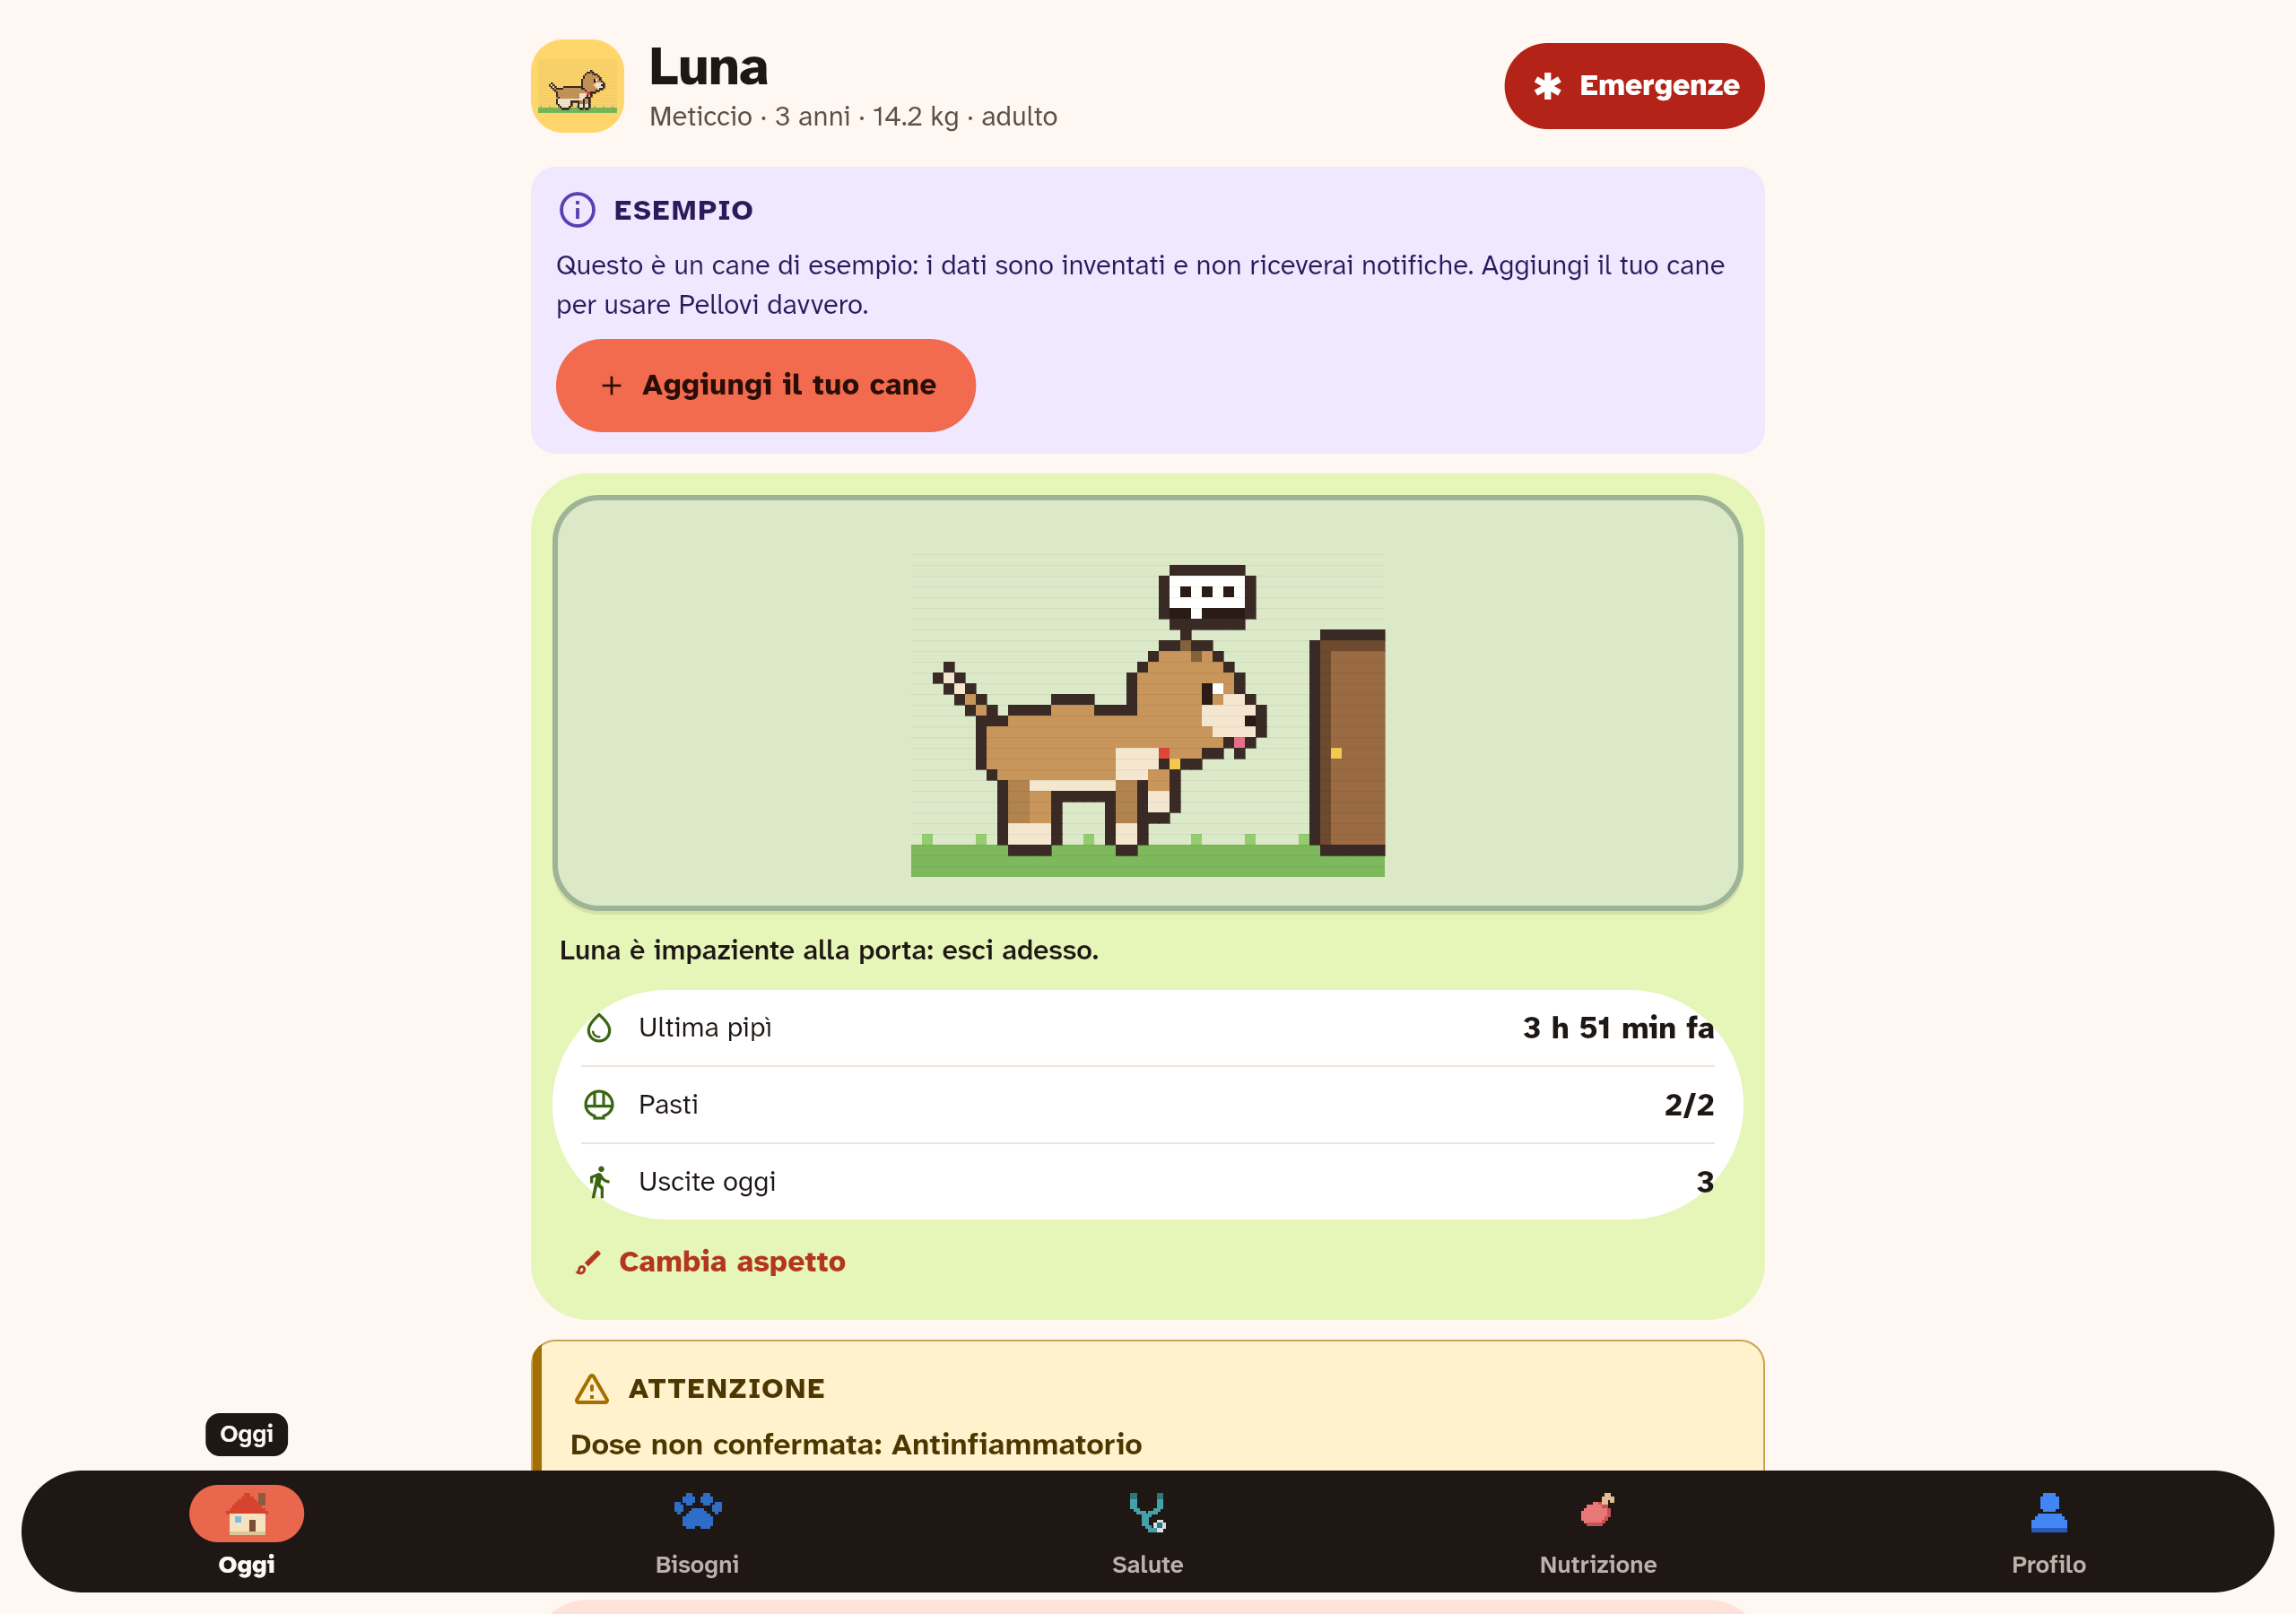 Luna
Meticcio · 3 anni · 14.2 kg · adulto
Emergenze
ESEMPIO
Questo è un cane di esempio: i dati sono inventati e non riceverai notifiche. Aggiungi il tuo cane
per usare Pellovi davvero.
+ Aggiungi il tuo cane
Luna è impaziente alla porta: esci adesso.
Ultima pipì 3 h 51 min fa
Pasti 2/2
Uscite oggi 3
Cambia aspetto
ATTENZIONE
Dose non confermata: Antinfiammatorio
Oggi
Oggi
Bisogni
Salute
Nutrizione
Profilo